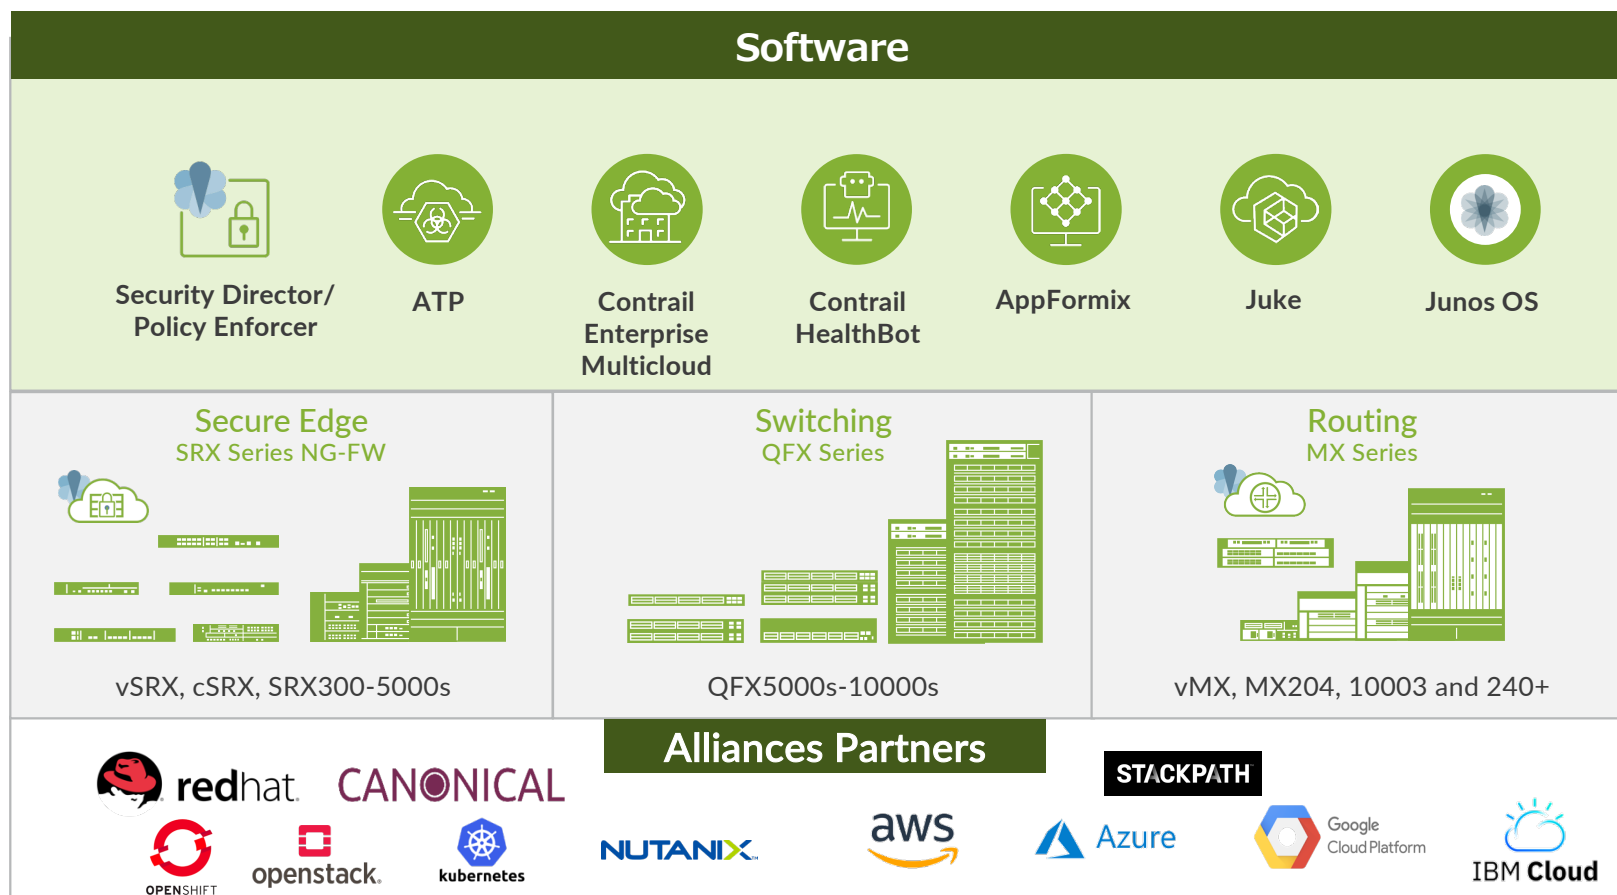 Software
Security Director/
Policy Enforcer
ATP
Contrail
Enterprise
Multicloud
Contrail
HealthBot
AppFormix
Juke
Junos OS
Secure Edge
SRX Series NG-FW
vSRX, cSRX, SRX300-5000s
Switching
QFX Series
QFX5000s-10000s
Routing
MX Series
vMX, MX204, 10003 and 240+
Alliances Partners
redhat.
CANONICAL
STACKPATH
OPENSHIFT
openstack.
kubernetes
NUTANIX
aws
Azure
Google
Cloud Platform
IBM Cloud